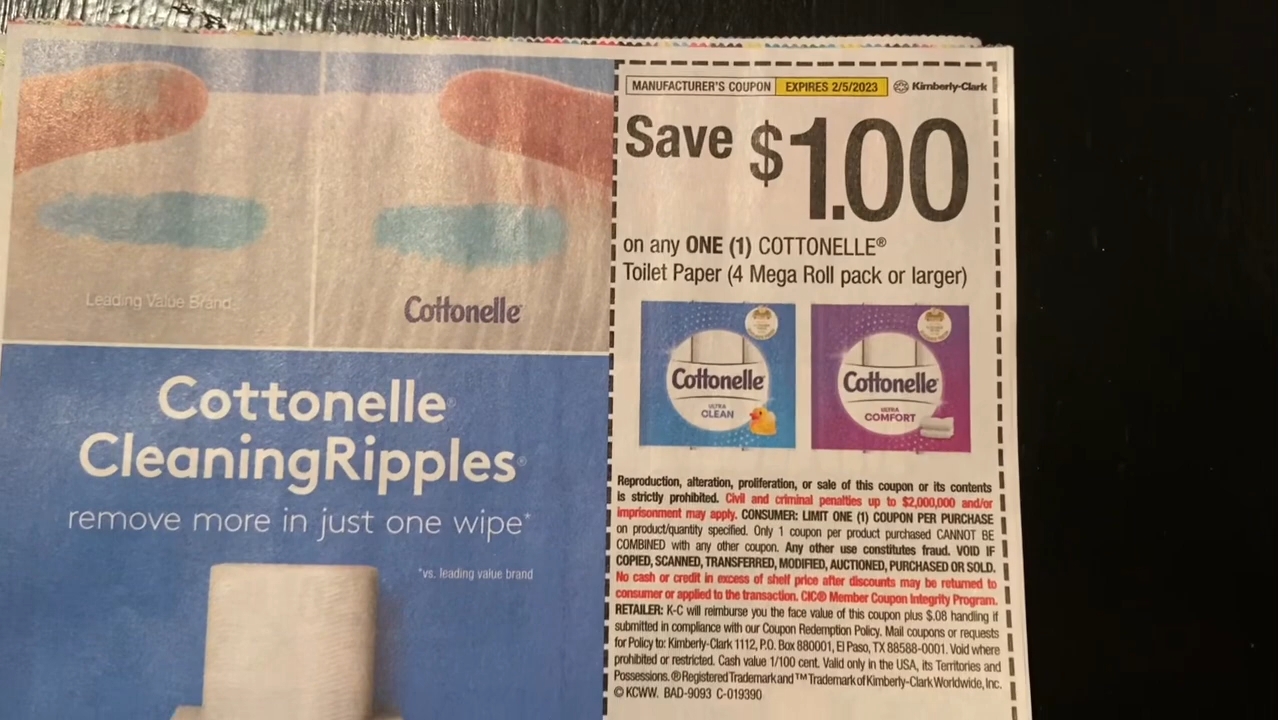 Leading Value Brand
Cottonelle
Cottonelle®
CleaningRipples®
remove more in just one wipe*
*vs. leading value brand
MANUFACTURER'S COUPON EXPIRES 2/5/2023 Kimberly-Clark
Save $1.00
on any ONE (1) COTTONELLE®
Toilet Paper (4 Mega Roll pack or larger)
Cottonelle
ULTRA
CLEAN
Cottonelle
ULTRA
COMFORT
Reproduction, alteration, proliferation, or sale of this coupon or its contents
is strictly prohibited. Civil and criminal penalties up to $2,000,000 and/or
imprisonment may apply. CONSUMER: LIMIT ONE (1) COUPON PER PURCHASE
on product/quantity specified. Only 1 coupon per product purchased CANNOT BE
COMBINED with any other coupon. Any other use constitutes fraud. VOID IF
COPIED, SCANNED, TRANSFERRED, MODIFIED, AUCTIONED, PURCHASED OR SOLD.
No cash or credit in excess of shelf price after discounts may be returned to
consumer or applied to the transaction. CIC® Member Coupon Integrity Program.
RETAILER: K-C will reimburse you the face value of this coupon plus $.08 handling if
submitted in compliance with our Coupon Redemption Policy. Mail coupons or requests
for Policy to: Kimberly-Clark 1112, P.O. Box 880001, El Paso, TX 88588-0001. Void where
prohibited or restricted. Cash value 1/100 cent. Valid only in the USA, its Territories and
Possessions. ® Registered Trademark and ™ Trademark of Kimberly-Clark Worldwide, Inc.
© KCWW. BAD-9093 C-019390